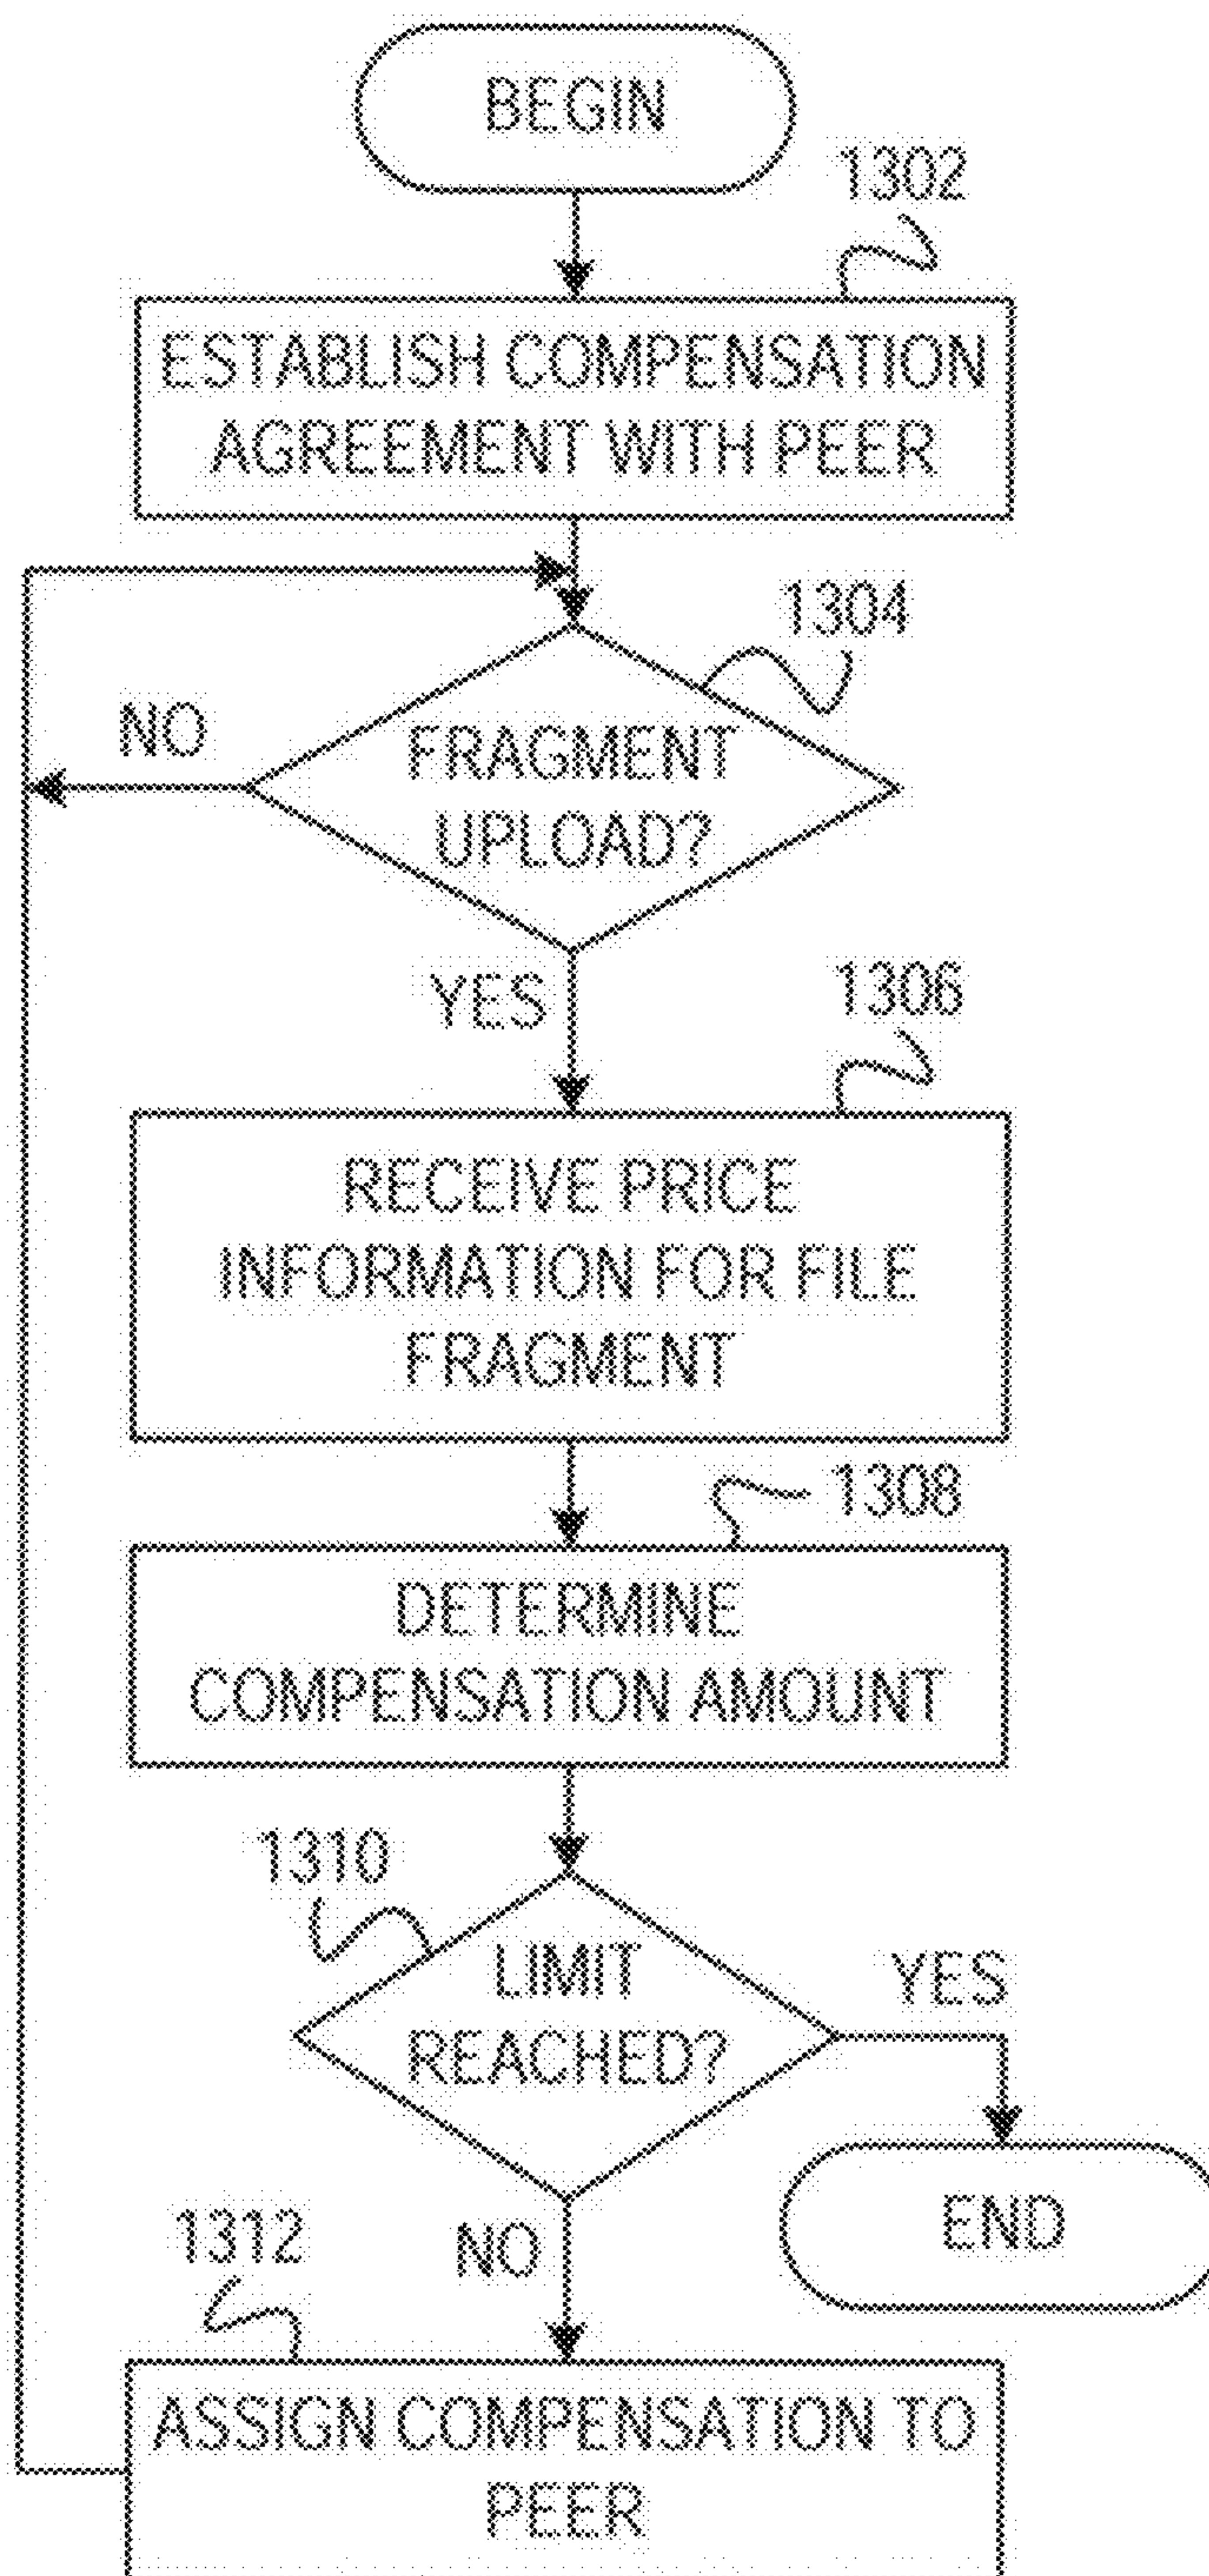 BEGIN
1302
ESTABLISH COMPENSATION
AGREEMENT WITH PEER
1304
NO
FRAGMENT
UPLOAD?
YES
1306
RECEIVE PRICE
INFORMATION FOR FILE
FRAGMENT
1308
DETERMINE
COMPENSATION AMOUNT
1310
LIMIT
REACHED?
YES
END
1312
NO
ASSIGN COMPENSATION TO
PEER